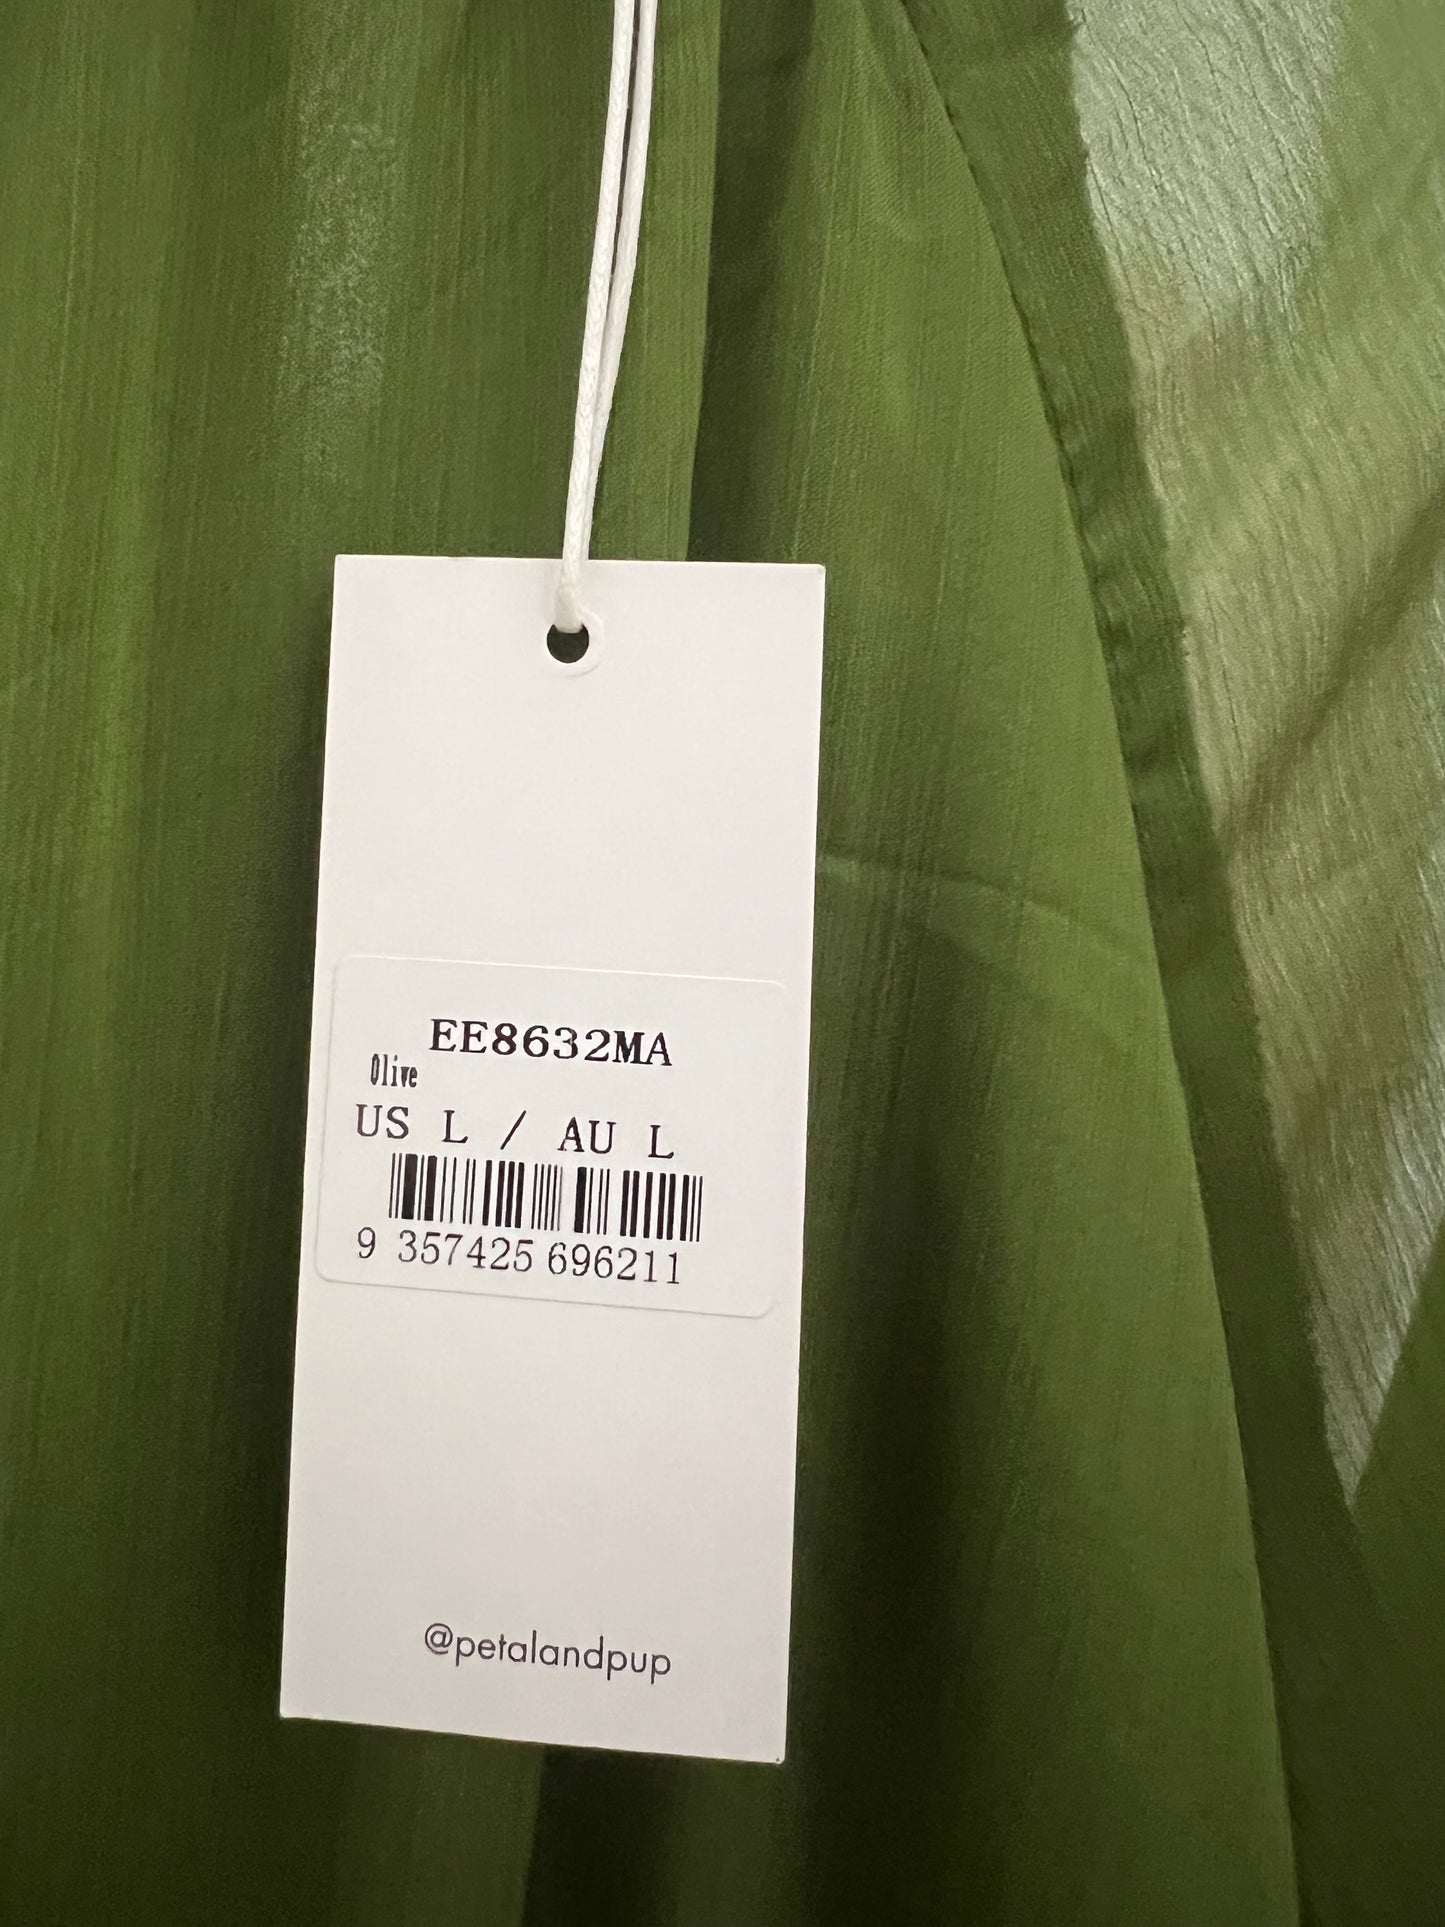 EE8632MA
Olive
US L / AU L
9 357425 696211
@petalandpup